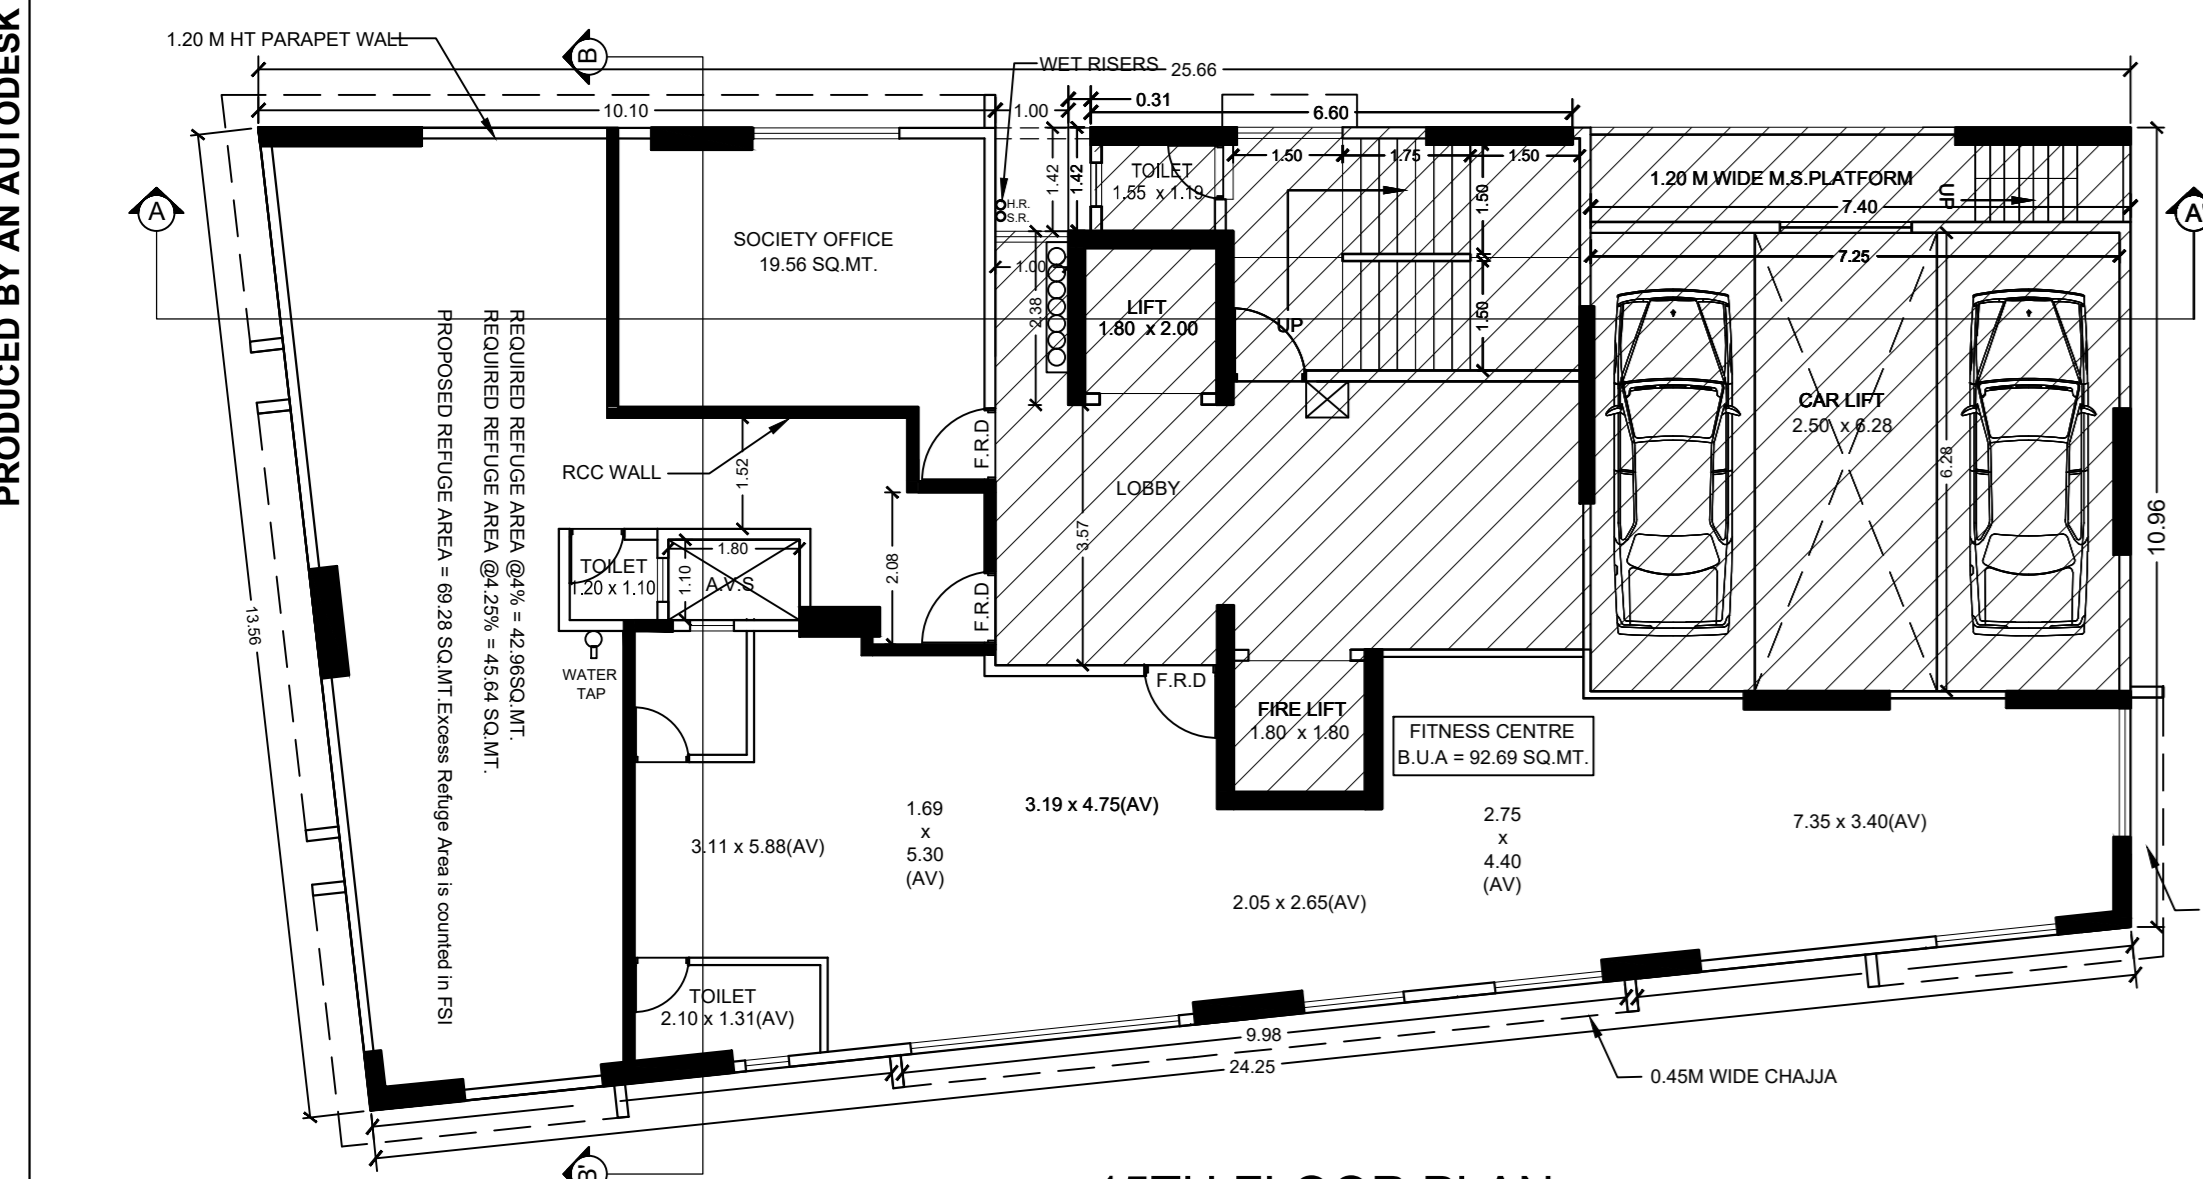 PRODUCED BY AN AUTODESK
1.20 M HT PARAPET WALL
B
WET RISERS
25.66
10.10
1.00
0.31
6.60
A
A'
1.42
1.42
TOILET
1.55 x 1.19
1.50
1.75
1.50
1.50
1.50
1.20 M WIDE M.S.PLATFORM
UP
7.40
7.25
H.R.
S.R.
SOCIETY OFFICE
19.56 SQ.MT.
1.00
2.38
LIFT
1.80 x 2.00
UP
REQUIRED REFUGE AREA @4% = 42.96SQ.MT.
REQUIRED REFUGE AREA @4.25% = 45.64 SQ.MT.
PROPOSED REFUGE AREA = 69.28 SQ.MT.Excess Refuge Area is counted in FSI
CAR LIFT
2.50 x 6.28
6.28
10.96
RCC WALL
1.52
F.R.D
LOBBY
3.57
13.56
TOILET
1.20 x 1.10
1.10
1.80
A.V.S
2.08
F.R.D
WATER
TAP
F.R.D
FIRE LIFT
1.80 x 1.80
FITNESS CENTRE
B.U.A = 92.69 SQ.MT.
3.11 x 5.88(AV)
1.69
x
5.30
(AV)
3.19 x 4.75(AV)
2.05 x 2.65(AV)
2.75
x
4.40
(AV)
7.35 x 3.40(AV)
TOILET
2.10 x 1.31(AV)
9.98
24.25
0.45M WIDE CHAJJA
B'
15TH FLOOR PLAN